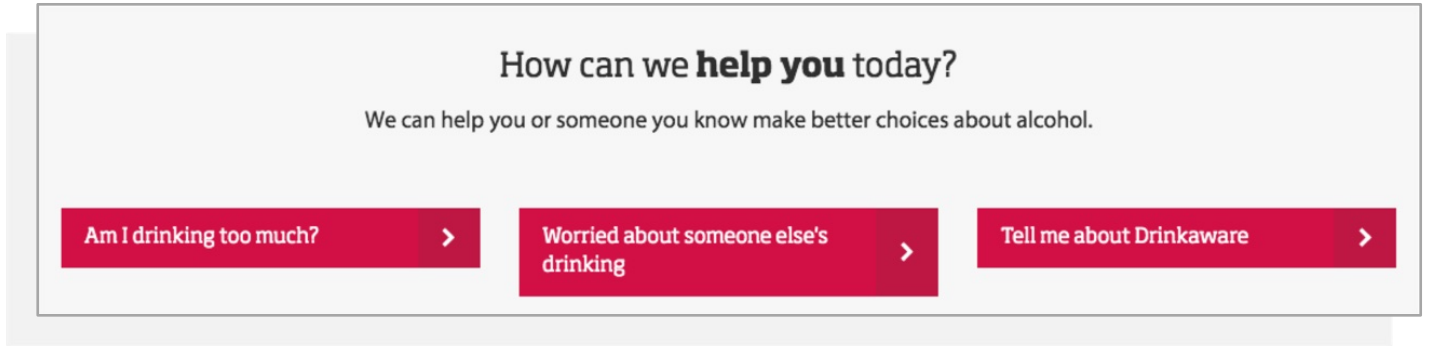 How can we help you today?
We can help you or someone you know make better choices about alcohol.
Am I drinking too much?
Worried about someone else's
drinking
Tell me about Drinkaware